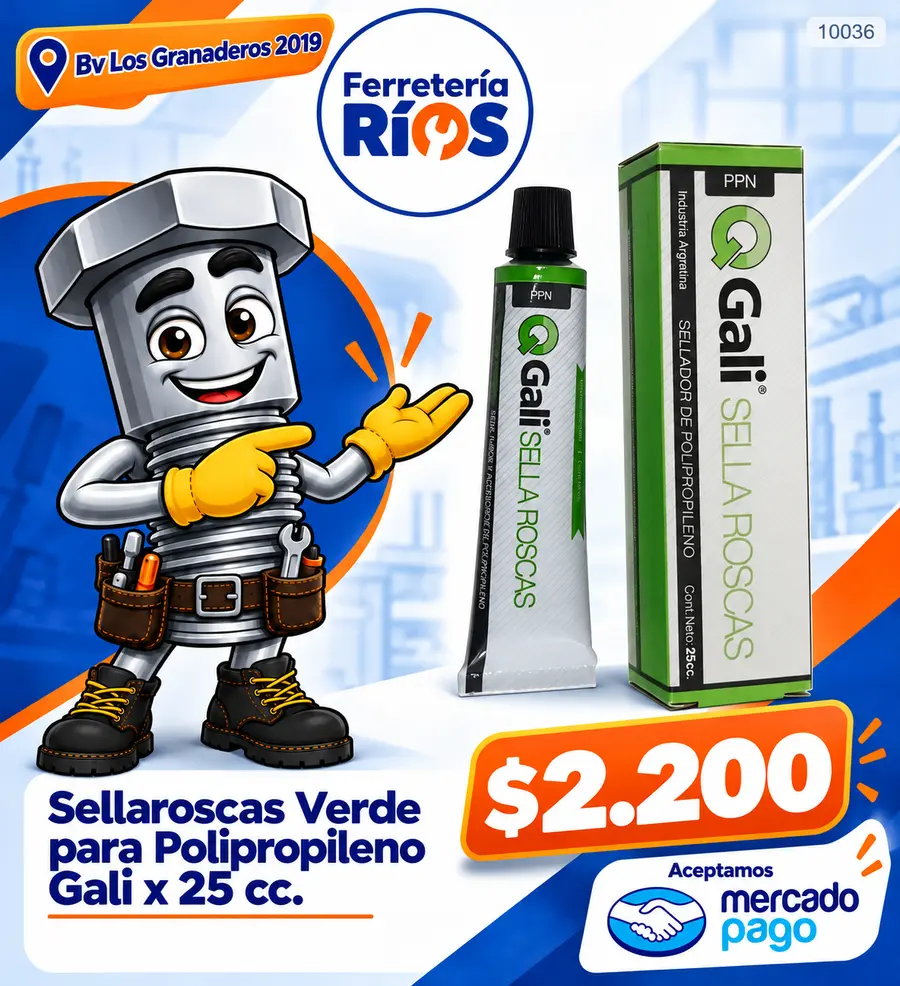 Bv Los Granaderos 2019
Ferretería
Ríos
10036
PPN
Gali®
SELLA ROSCAS
PPN
Industria Argentina
SELLADOR DE POLIPROPILENO
Cont.Neto: 25cc.
Gali®
SELLA ROSCAS
$2.200
Sellaroscas Verde
para Polipropileno
Gali x 25 cc.
Aceptamos
mercado
pago